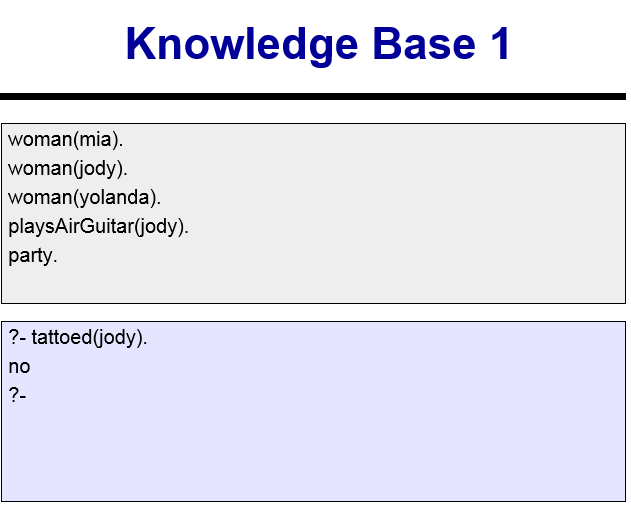 Knowledge Base 1
woman(mia).
woman(jody).
woman(yolanda).
playsAirGuitar(jody).
party.
?- tattoed(jody).
no
?-